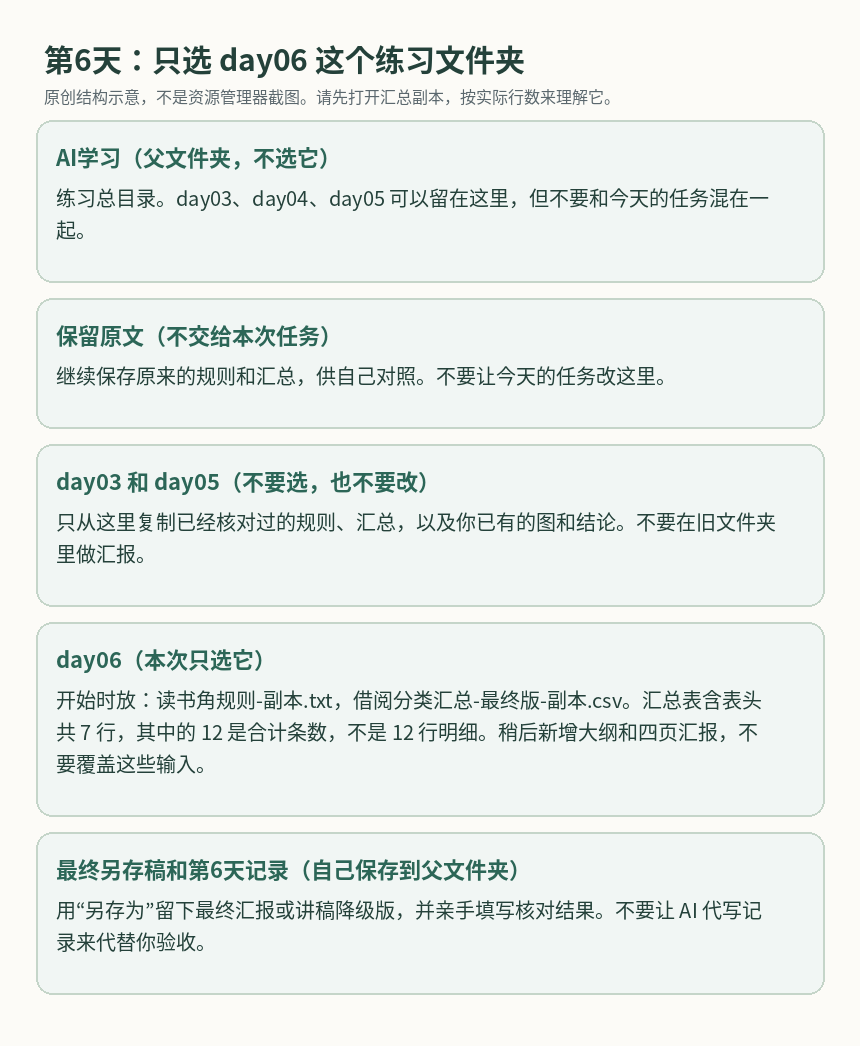 第6天：只选 day06 这个练习文件夹
原创结构示意，不是资源管理器截图。请先打开汇总副本，按实际行数来理解它。
AI学习（父文件夹，不选它）
练习总目录。day03、day04、day05 可以留在这里，但不要和今天的任务混在一
起。
保留原文（不交给本次任务）
继续保存原来的规则和汇总，供自己对照。不要让今天的任务改这里。
day03 和 day05（不要选，也不要改）
只从这里复制已经核对过的规则、汇总，以及你已有的图和结论。不要在旧文件夹
里做汇报。
day06（本次只选它）
开始时放：读书角规则-副本.txt，借阅分类汇总-最终版-副本.csv。汇总表含表头
共 7 行，其中的 12 是合计条数，不是 12 行明细。稍后新增大纲和四页汇报，不
要覆盖这些输入。
最终另存稿和第6天记录（自己保存到父文件夹）
用“另存为”留下最终汇报或讲稿降级版，并亲手填写核对结果。不要让 AI 代写记
录来代替你验收。